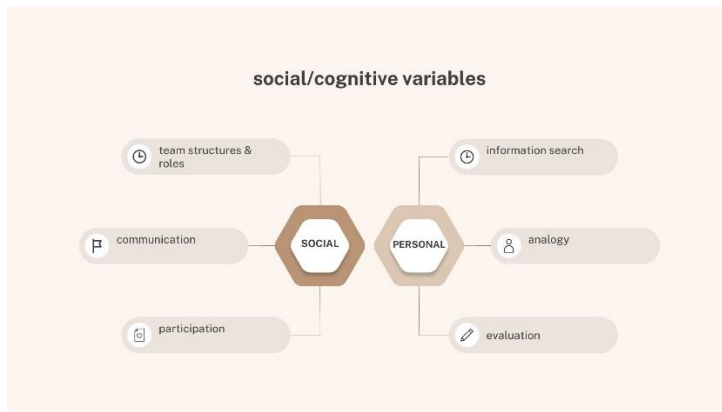 social/cognitive variables
team structures &
roles
communication
participation
SOCIAL
PERSONAL
information search
analogy
evaluation